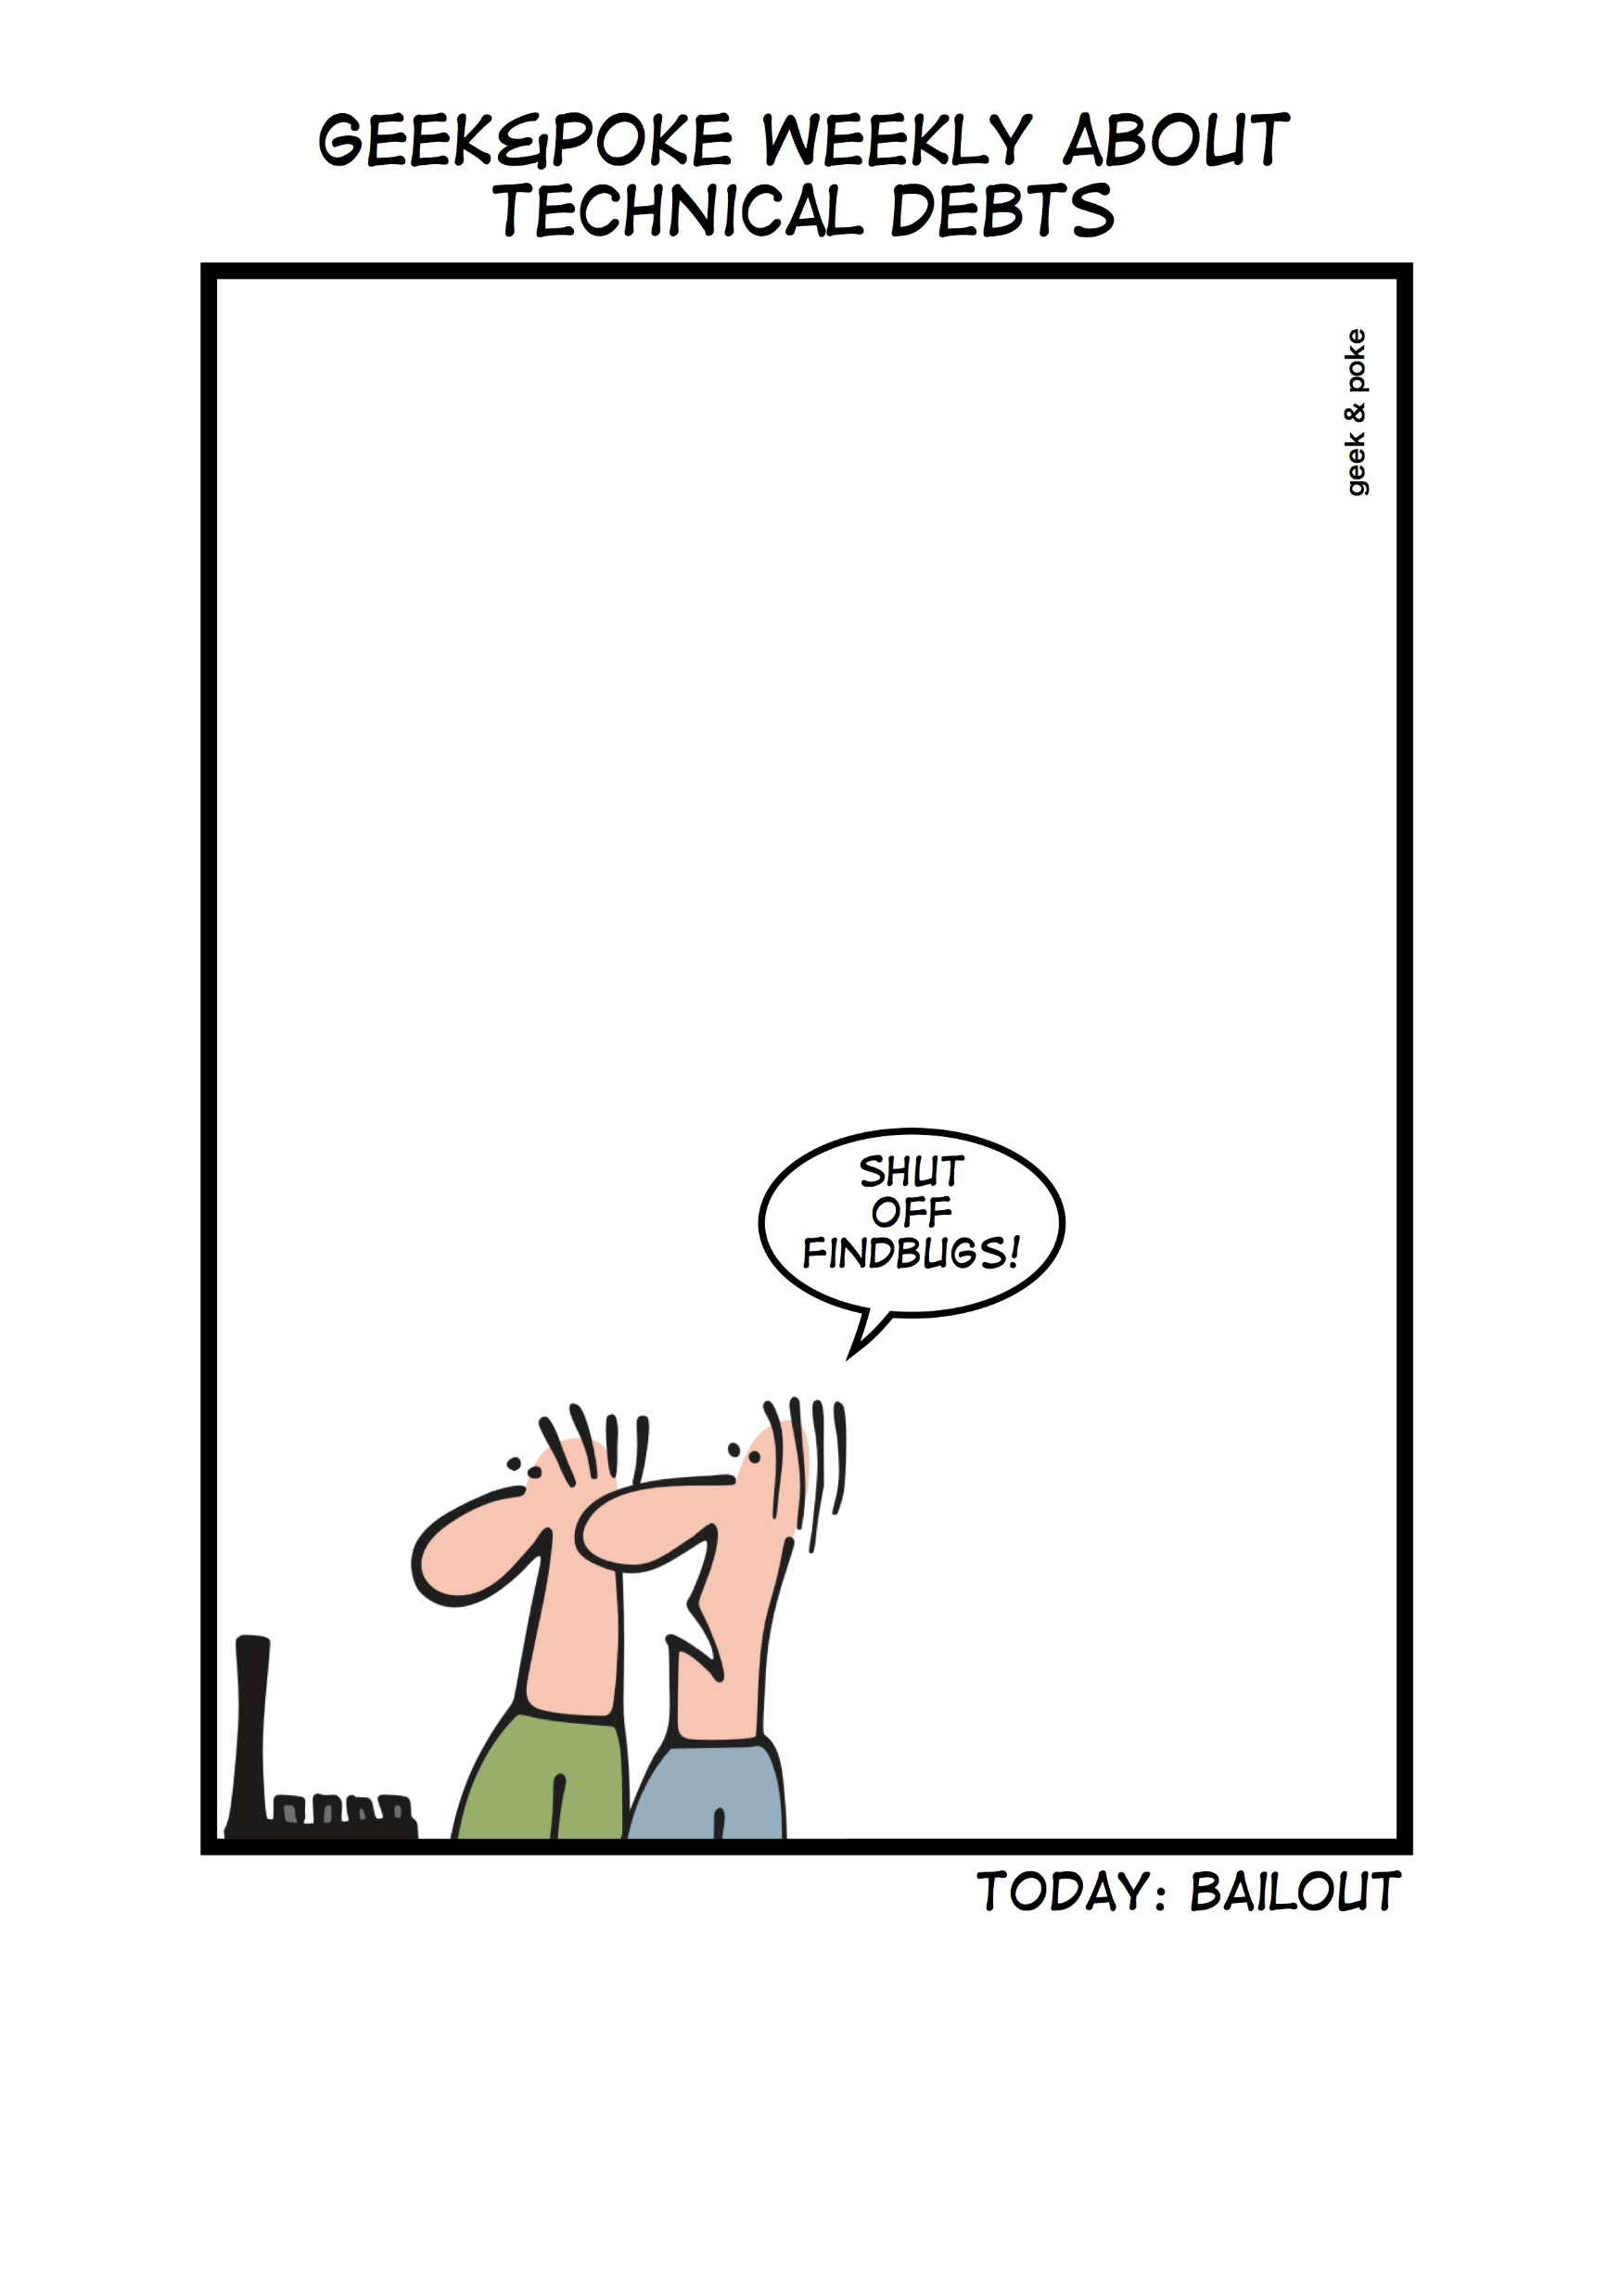 GEEK&POKE WEEKLY ABOUT
TECHNICAL DEBTS
geek & poke
SHUT
OFF
FINDBUGS!
TODAY: BAILOUT